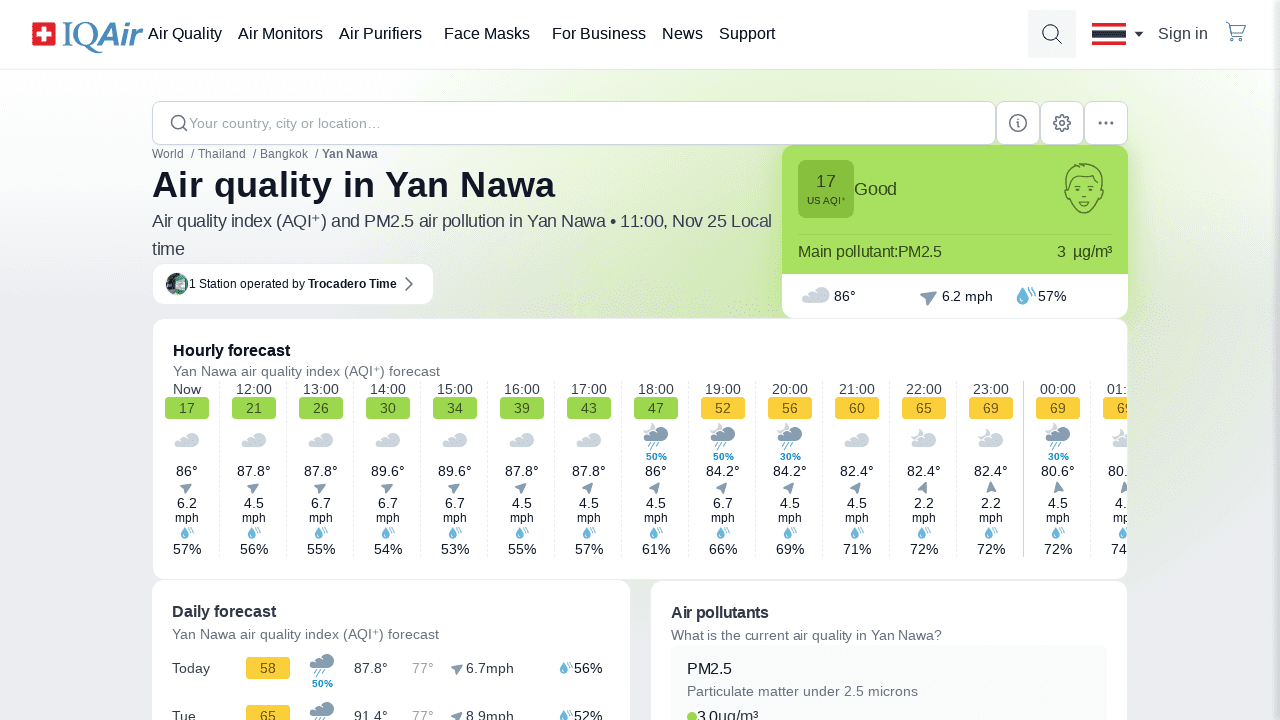 IQAir
Air Quality Air Monitors Air Purifiers Face Masks For Business News Support
Sign in
Your country, city or location…
World / Thailand / Bangkok / Yan Nawa
Air quality in Yan Nawa
Air quality index (AQI⁺) and PM2.5 air pollution in Yan Nawa • 11:00, Nov 25 Local
time
1 Station operated by Trocadero Time
17
US AQI⁺
Good
Main pollutant:PM2.5
3 µg/m³
86° 6.2 mph 57%
Hourly forecast
Yan Nawa air quality index (AQI⁺) forecast
Now 12:00 13:00 14:00 15:00 16:00 17:00 18:00 19:00 20:00 21:00 22:00 23:00 00:00
17 21 26 30 34 39 43 47 52 56 60 65 69 69
50% 50% 30% 30%
86° 87.8° 87.8° 89.6° 89.6° 87.8° 87.8° 86° 84.2° 84.2° 82.4° 82.4° 82.4° 80.6°
6.2 4.5 6.7 6.7 6.7 4.5 4.5 4.5 6.7 4.5 4.5 2.2 2.2 4.5
mph mph mph mph mph mph mph mph mph mph mph mph mph mph
57% 56% 55% 54% 53% 55% 57% 61% 66% 69% 71% 72% 72% 72%
Daily forecast
Yan Nawa air quality index (AQI⁺) forecast
Today 58 50% 87.8° 77° 6.7mph 56%
Tue 65 91.4° 77° 8.9mph 52%
Air pollutants
What is the current air quality in Yan Nawa?
PM2.5
Particulate matter under 2.5 microns
3.0µg/m³